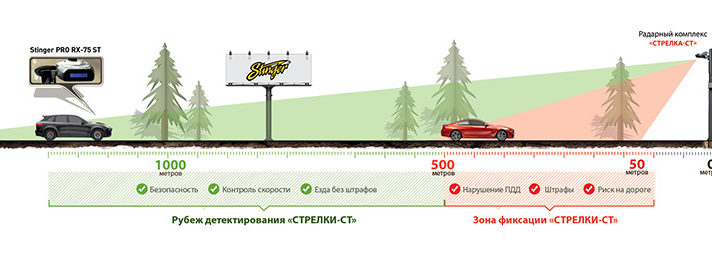 Радарный комплекс
«СТРЕЛКА-СТ»
Stinger PRO RX-75 ST
Stinger
1000
метров
500
метров
50
метров
Безопасность
Контроль скорости
Езда без штрафов
Нарушение ПДД
Штрафы
Риск на дороге
Рубеж детектирования «СТРЕЛКИ-СТ»
Зона фиксации «СТРЕЛКИ-СТ»